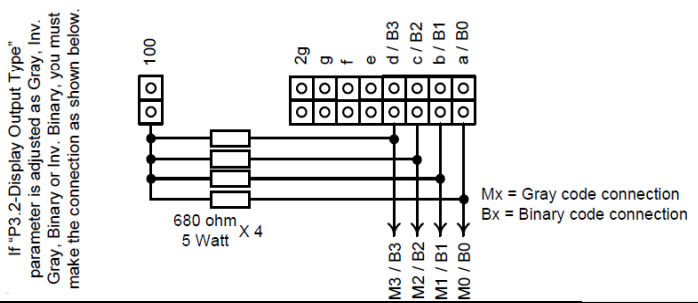 If "P3.2-Display Output Type"
parameter is adjusted as Gray, Inv.
Gray, Binary or Inv. Binary, you must
make the connection as shown below.
100
2g
g
f
e
d / B3
c / B2
b / B1
a / B0
680 ohm
5 Watt
X 4
Mx = Gray code connection
Bx = Binary code connection
M3 / B3
M2 / B2
M1 / B1
M0 / B0